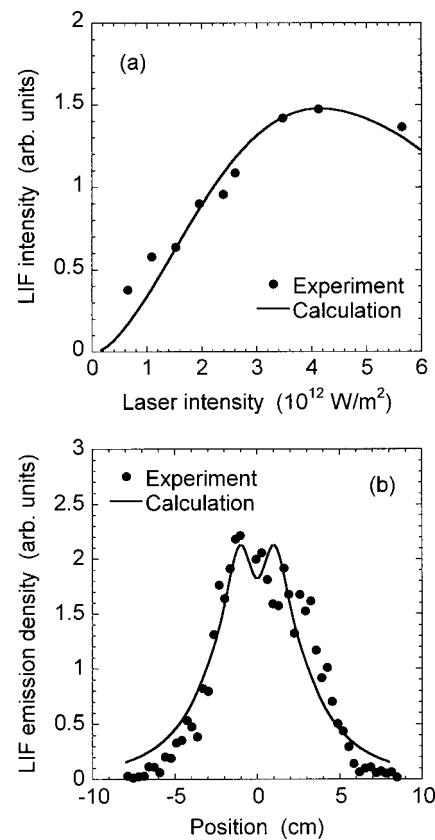 (a)
LIF intensity (arb. units)
2
1.5
1
0.5
0
Experiment
Calculation
0 1 2 3 4 5 6
Laser intensity (10¹² W/m²)
Experiment
Calculation
(b)
LIF emission density (arb. units)
3
2.5
2
1.5
1
0.5
0
-10 -5 0 5 10
Position (cm)